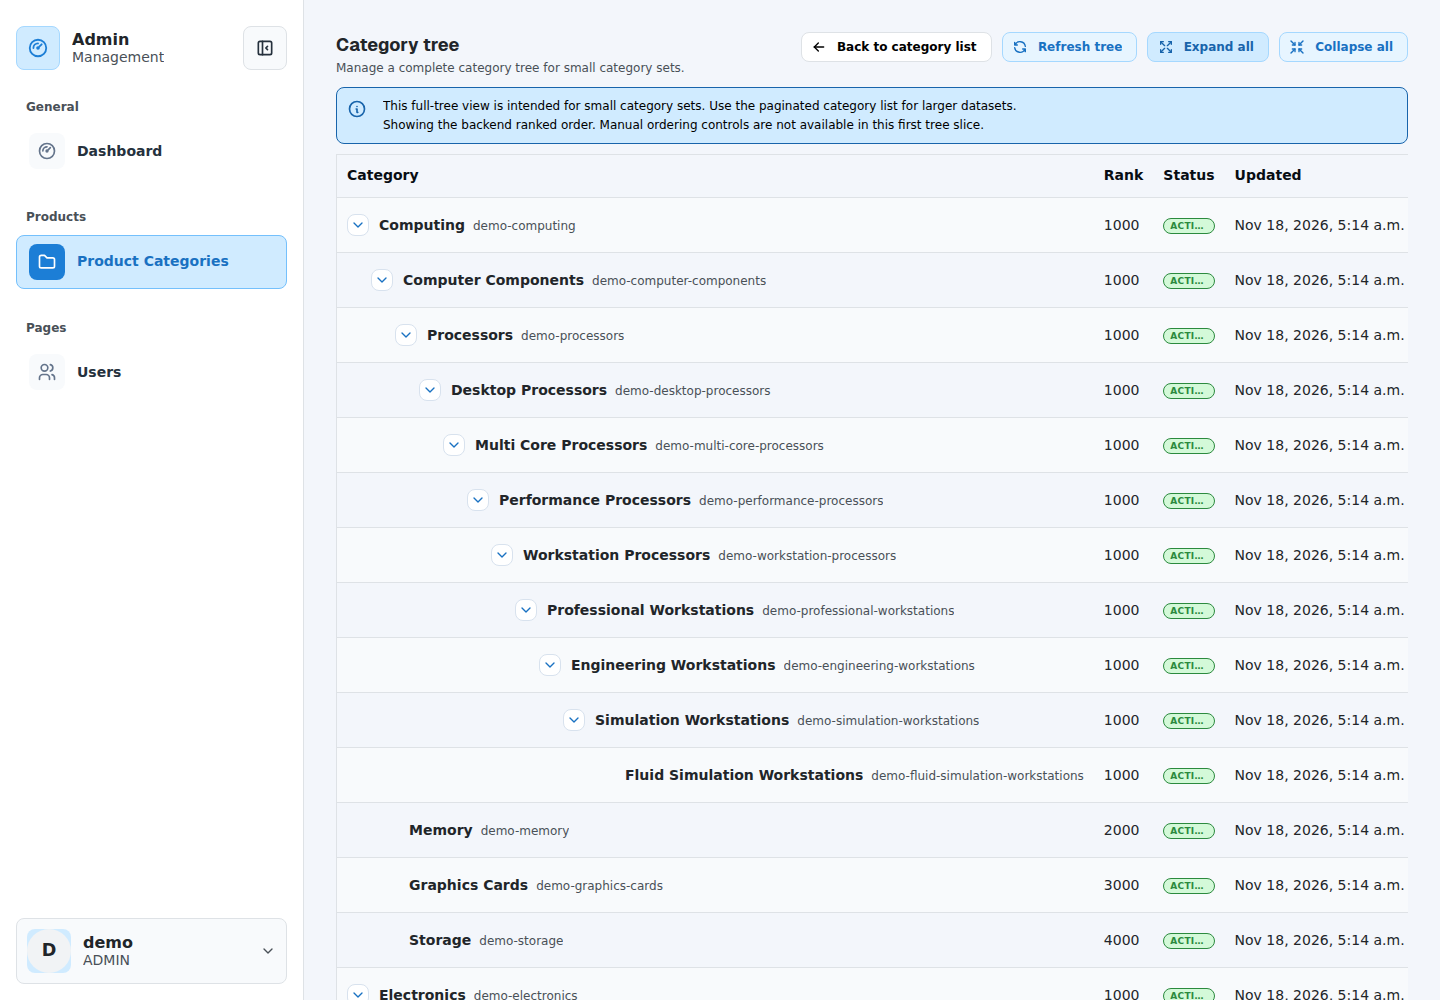 Admin
Management
General
Dashboard
Products
Product Categories
Pages
Users
D
demo
ADMIN
Category tree
Manage a complete category tree for small category sets.
Back to category list
Refresh tree
Expand all
Collapse all
This full-tree view is intended for small category sets. Use the paginated category list for larger datasets.
Showing the backend ranked order. Manual ordering controls are not available in this first tree slice.
Category Rank Status Updated
Computing demo-computing 1000 ACTI... Nov 18, 2026, 5:14 a.m.
Computer Components demo-computer-components 1000 ACTI... Nov 18, 2026, 5:14 a.m.
Processors demo-processors 1000 ACTI... Nov 18, 2026, 5:14 a.m.
Desktop Processors demo-desktop-processors 1000 ACTI... Nov 18, 2026, 5:14 a.m.
Multi Core Processors demo-multi-core-processors 1000 ACTI... Nov 18, 2026, 5:14 a.m.
Performance Processors demo-performance-processors 1000 ACTI... Nov 18, 2026, 5:14 a.m.
Workstation Processors demo-workstation-processors 1000 ACTI... Nov 18, 2026, 5:14 a.m.
Professional Workstations demo-professional-workstations 1000 ACTI... Nov 18, 2026, 5:14 a.m.
Engineering Workstations demo-engineering-workstations 1000 ACTI... Nov 18, 2026, 5:14 a.m.
Simulation Workstations demo-simulation-workstations 1000 ACTI... Nov 18, 2026, 5:14 a.m.
Fluid Simulation Workstations demo-fluid-simulation-workstations 1000 ACTI... Nov 18, 2026, 5:14 a.m.
Memory demo-memory 2000 ACTI... Nov 18, 2026, 5:14 a.m.
Graphics Cards demo-graphics-cards 3000 ACTI... Nov 18, 2026, 5:14 a.m.
Storage demo-storage 4000 ACTI... Nov 18, 2026, 5:14 a.m.
Electronics demo-electronics 1000 ACTI... Nov 18, 2026, 5:14 a.m.